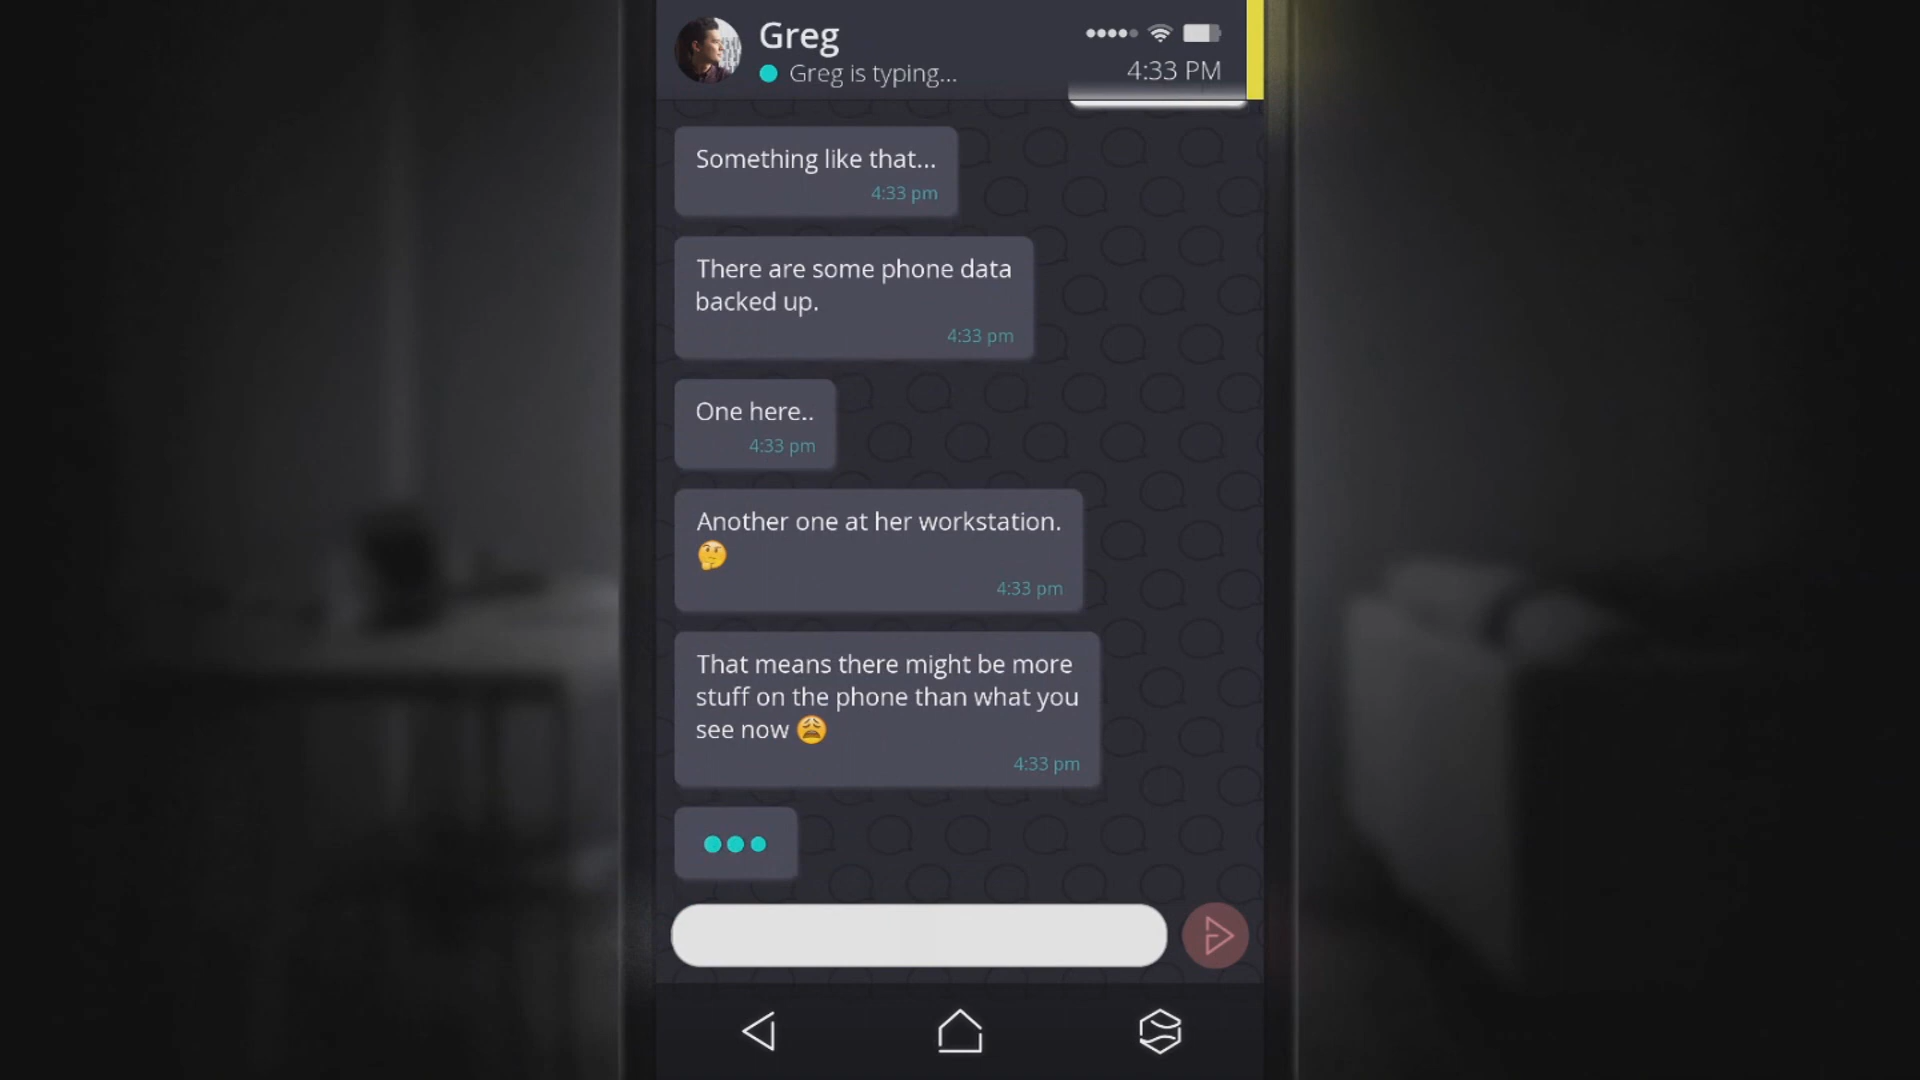 Greg
Greg is typing...
4:33 PM
Something like that...
4:33 pm
There are some phone data
backed up.
4:33 pm
One here..
4:33 pm
Another one at her workstation.
🤔
4:33 pm
That means there might be more
stuff on the phone than what you
see now 😩
4:33 pm